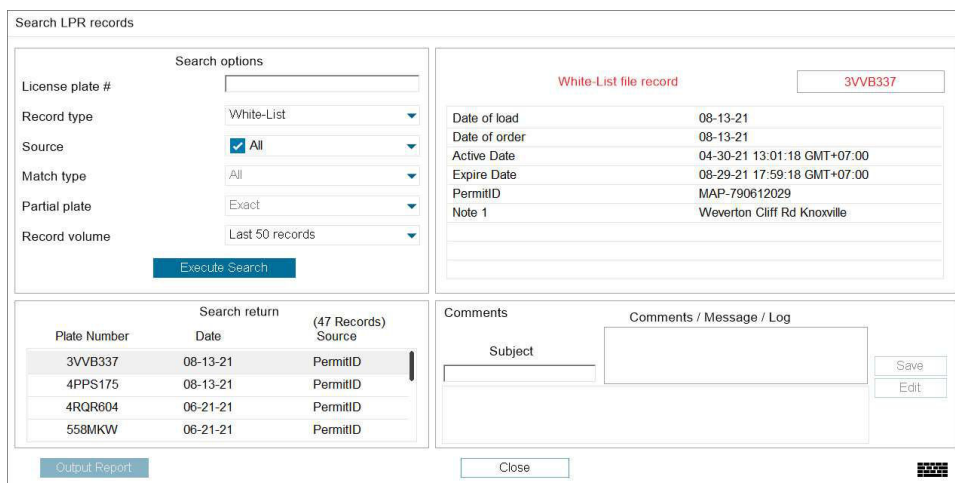 Search LPR records
Search options
License plate #
Record type White-List
Source All
Match type All
Partial plate Exact
Record volume Last 50 records
Execute Search
White-List file record 3VVB337
Date of load 08-13-21
Date of order 08-13-21
Active Date 04-30-21 13:01:18 GMT+07:00
Expire Date 08-29-21 17:59:18 GMT+07:00
PermitID MAP-790612029
Note 1 Weverton Cliff Rd Knoxville
Search return
(47 Records)
Plate Number Date Source
3VVB337 08-13-21 PermitID
4PPS175 08-13-21 PermitID
4RQR604 06-21-21 PermitID
558MKW 06-21-21 PermitID
Comments
Comments / Message / Log
Subject
Save
Edit
Output Report
Close